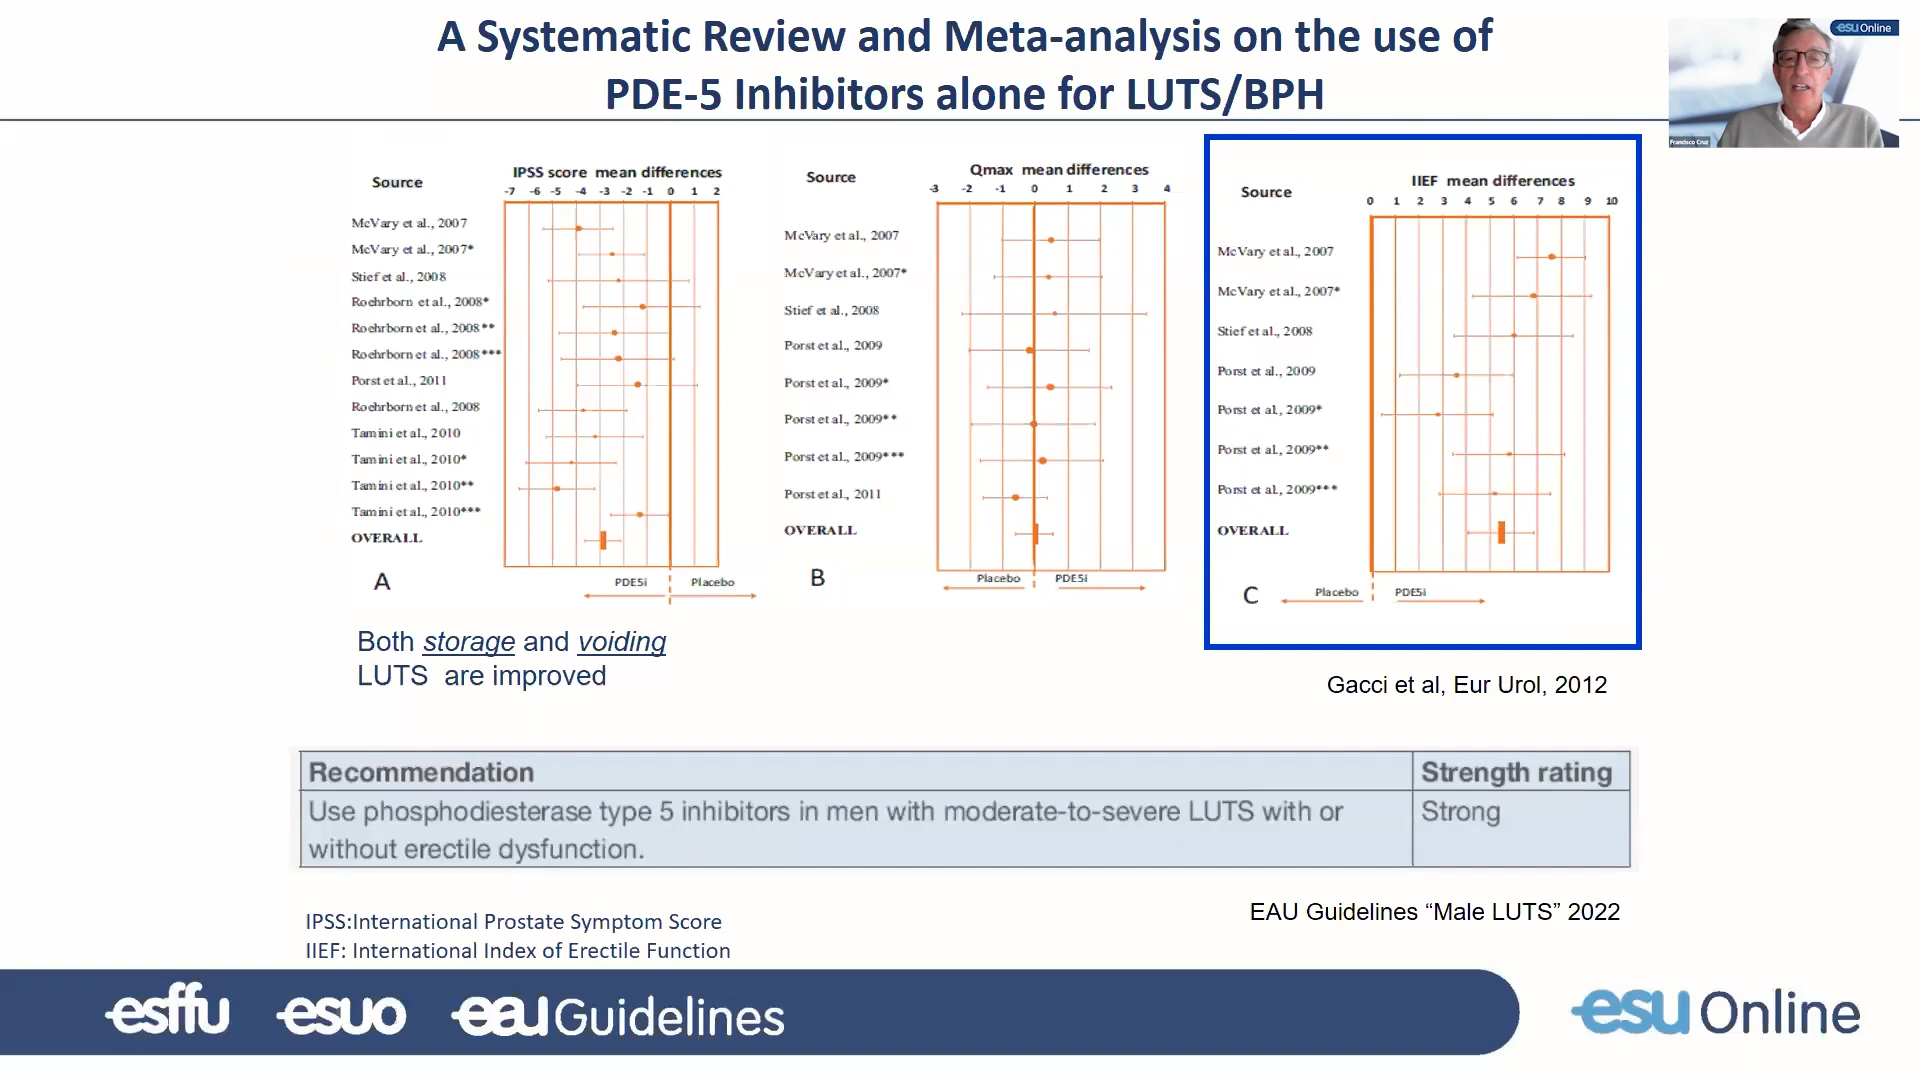 A Systematic Review and Meta-analysis on the use of
PDE-5 Inhibitors alone for LUTS/BPH
esu Online
Francisco Cruz
Source
IPSS score mean differences
-7 -6 -5 -4 -3 -2 -1 0 1 2
McVary et al., 2007
McVary et al., 2007*
Stief et al., 2008
Roehrborn et al., 2008*
Roehrborn et al., 2008**
Roehrborn et al., 2008***
Porst et al., 2011
Roehrborn et al., 2008
Tamini et al., 2010
Tamini et al., 2010*
Tamini et al., 2010**
Tamini et al., 2010***
OVERALL
A
PDE5i Placebo
Source
Qmax mean differences
-3 -2 -1 0 1 2 3 4
McVary et al., 2007
McVary et al., 2007*
Stief et al., 2008
Porst et al., 2009
Porst et al., 2009*
Porst et al., 2009**
Porst et al., 2009***
Porst et al., 2011
OVERALL
B
Placebo PDE5i
Source
IIEF mean differences
0 1 2 3 4 5 6 7 8 9 10
McVary et al., 2007
McVary et al., 2007*
Stief et al., 2008
Porst et al., 2009
Porst et al., 2009*
Porst et al., 2009**
Porst et al., 2009***
OVERALL
C
Placebo PDE5i
Both storage and voiding
LUTS are improved
Gacci et al, Eur Urol, 2012
Recommendation Strength rating
Use phosphodiesterase type 5 inhibitors in men with moderate-to-severe LUTS with or Strong
without erectile dysfunction.
EAU Guidelines “Male LUTS” 2022
IPSS:International Prostate Symptom Score
IIEF: International Index of Erectile Function
esffu esuo eau Guidelines esu Online